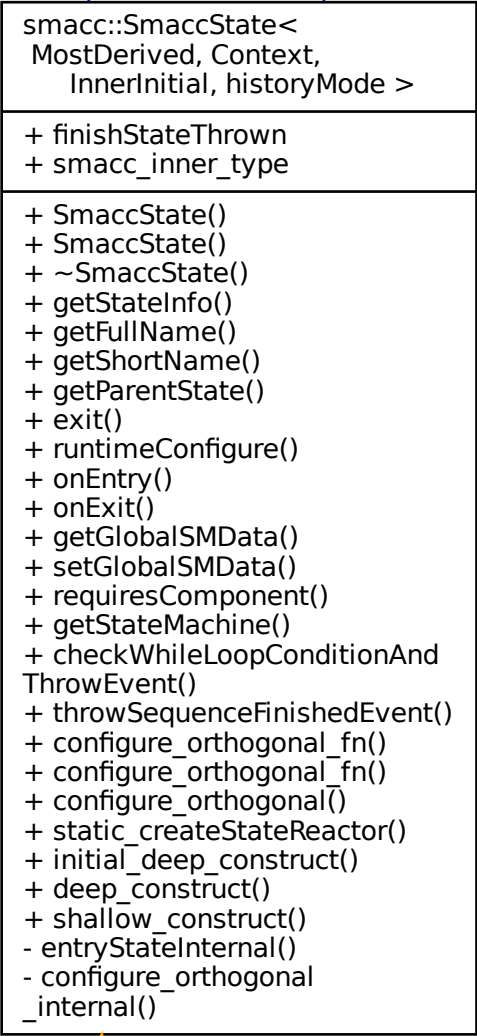 smacc::SmaccState<
MostDerived, Context,
InnerInitial, historyMode >
+ finishStateThrown
+ smacc_inner_type
+ SmaccState()
+ SmaccState()
+ ~SmaccState()
+ getStateInfo()
+ getFullName()
+ getShortName()
+ getParentState()
+ exit()
+ runtimeConfigure()
+ onEntry()
+ onExit()
+ getGlobalSMData()
+ setGlobalSMData()
+ requiresComponent()
+ getStateMachine()
+ checkWhileLoopConditionAnd
ThrowEvent()
+ throwSequenceFinishedEvent()
+ configure_orthogonal_fn()
+ configure_orthogonal_fn()
+ configure_orthogonal()
+ static_createStateReactor()
+ initial_deep_construct()
+ deep_construct()
+ shallow_construct()
- entryStateInternal()
- configure_orthogonal
_internal()